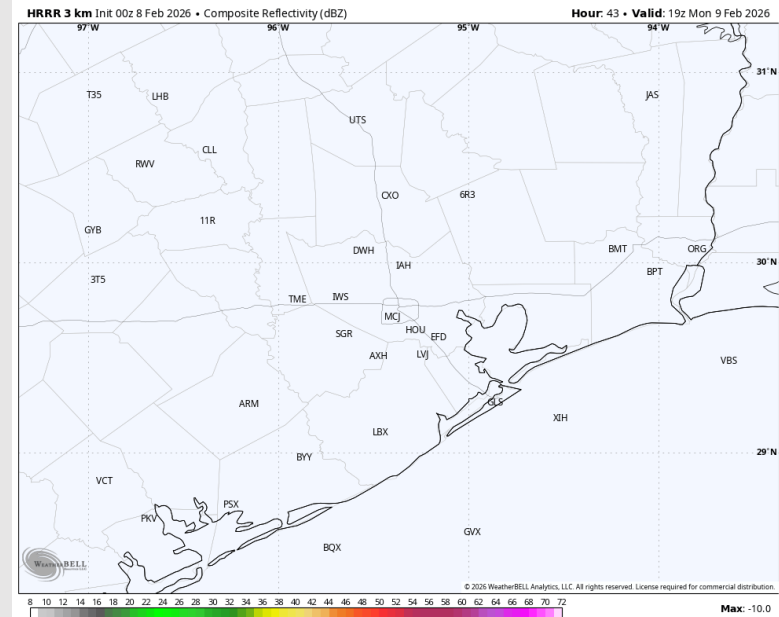 HRRR 3 km Init 00z 8 Feb 2026 • Composite Reflectivity (dBZ) Hour: 43 • Valid: 19z Mon 9 Feb 2026
97°W 96°W 95°W 94°W
31°N
T35 LHB JAS
UTS
CLL
RWV
CXO 6R3
11R
GYB
DWH BMT ORG
30°N
IAH
BPT
3T5
TME IWS
MCJ
SGR HOU EFD
AXH LVJ
VBS
ARM GLS
XIH
LBX
29°N
BYY
VCT
PSX
PKV
GVX
BQX
WEATHERBELL
© 2026 WeatherBELL Analytics, LLC. All rights reserved. License required for commercial distribution.
8 10 12 14 16 18 20 22 24 26 28 30 32 34 36 38 40 42 44 46 48 50 52 54 56 58 60 62 64 66 68 70 72
Max: -10.0